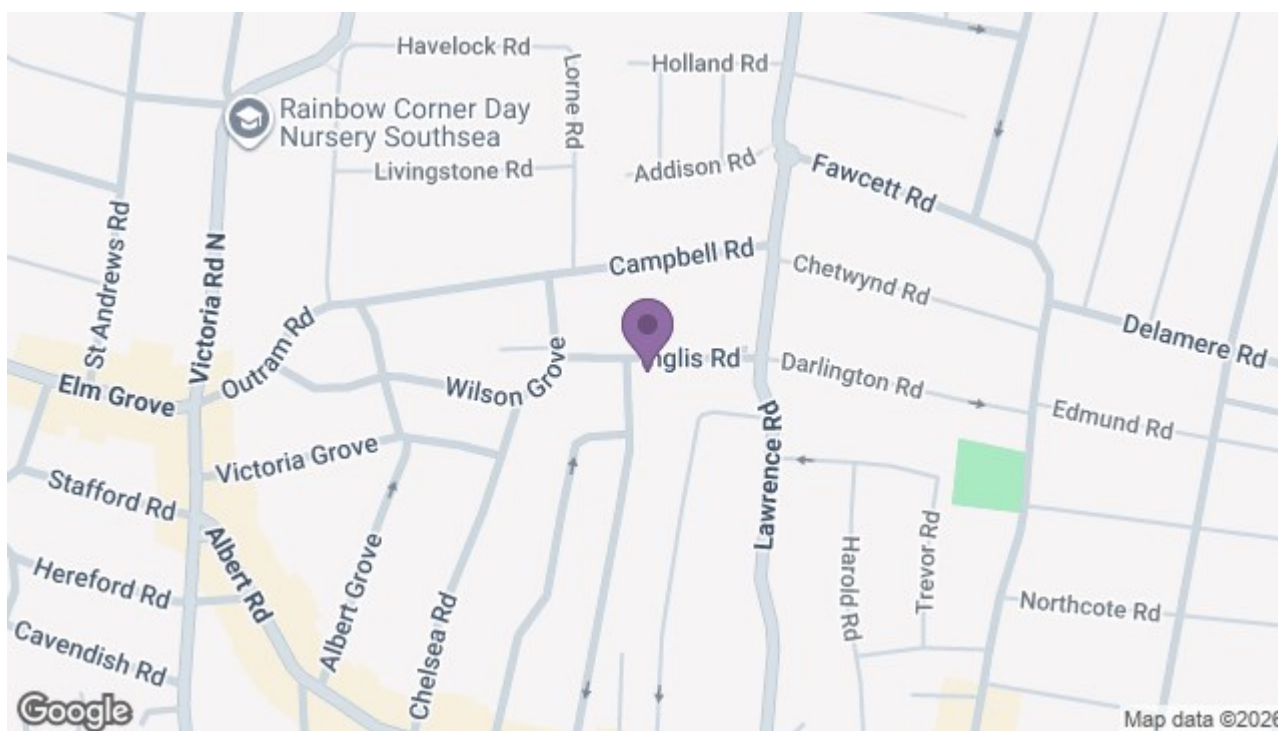 Havelock Rd
Lorne Rd
Holland Rd
Rainbow Corner Day
Nursery Southsea
Livingstone Rd
Addison Rd
Fawcett Rd
St Andrews Rd
Victoria Rd N
Campbell Rd
Chetwynd Rd
Outram Rd
Delamere Rd
nglis Rd
Darlington Rd
Elm Grove
Wilson Grove
Edmund Rd
Victoria Grove
Stafford Rd
Lawrence Rd
Albert Rd
Albert Grove
Hereford Rd
Chelsea Rd
Harold Rd
Trevor Rd
Northcote Rd
Cavendish Rd
Google
Map data ©2026